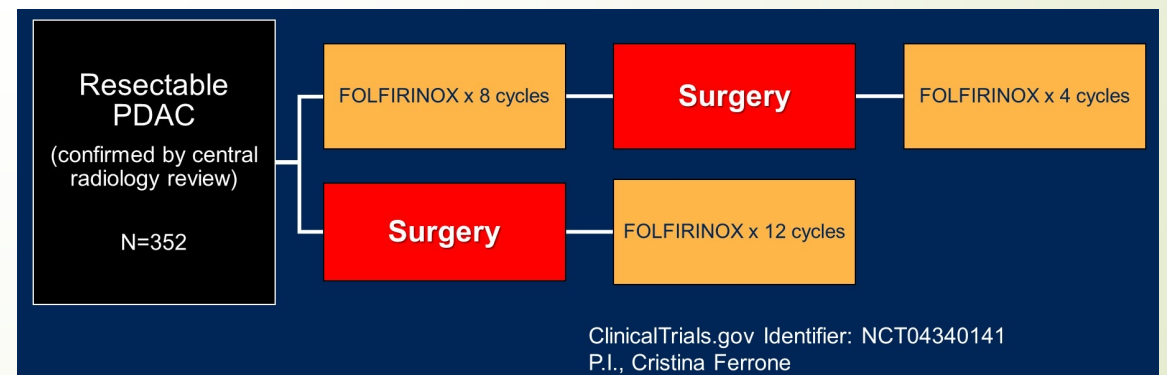 Resectable
PDAC
(confirmed by central
radiology review)
N=352
FOLFIRINOX x 8 cycles
Surgery
FOLFIRINOX x 4 cycles
Surgery
FOLFIRINOX x 12 cycles
ClinicalTrials.gov Identifier: NCT04340141
P.I., Cristina Ferrone